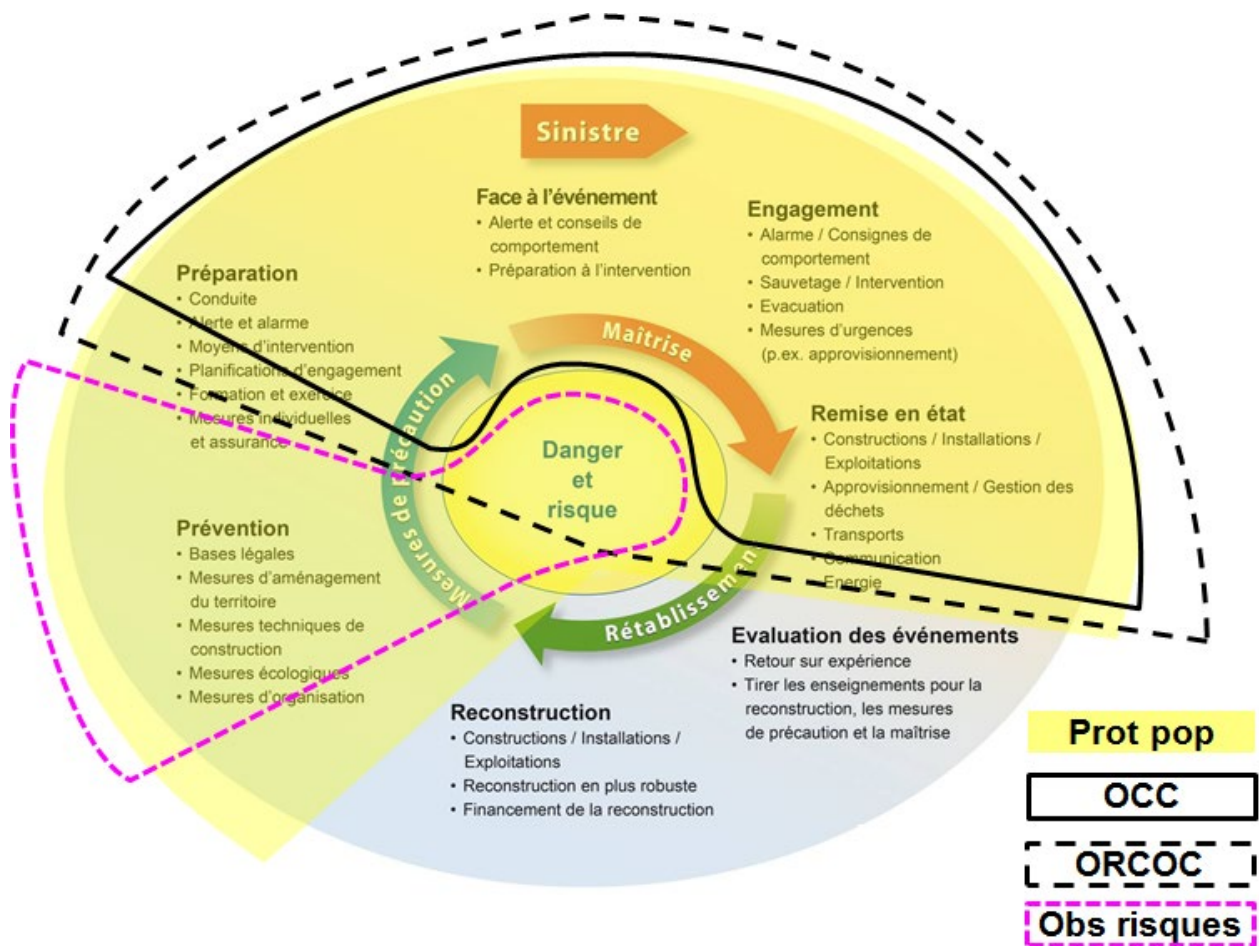 Sinistre
Face à l'événement
• Alerte et conseils de
comportement
• Préparation à l'intervention
Engagement
• Alarme / Consignes de
comportement
• Sauvetage / Intervention
• Evacuation
• Mesures d'urgences
(p.ex. approvisionnement)
Préparation
• Conduite
• Alerte et alarme
• Moyens d'intervention
• Planifications d'engagement
• Formation et exercice
• Mesures individuelles
et assurance
Maîtrise
Mesures de précaution
Danger
et
risque
Remise en état
• Constructions / Installations /
Exploitations
• Approvisionnement / Gestion des
déchets
• Transports
• Communication
• Energie
Prévention
• Bases légales
• Mesures d'aménagement
du territoire
• Mesures techniques de
construction
• Mesures écologiques
• Mesures d'organisation
Rétablissement
Evaluation des événements
• Retour sur expérience
• Tirer les enseignements pour la
reconstruction, les mesures
de précaution et la maîtrise
Reconstruction
• Constructions / Installations /
Exploitations
• Reconstruction en plus robuste
• Financement de la reconstruction
Prot pop
OCC
ORCOC
Obs risques